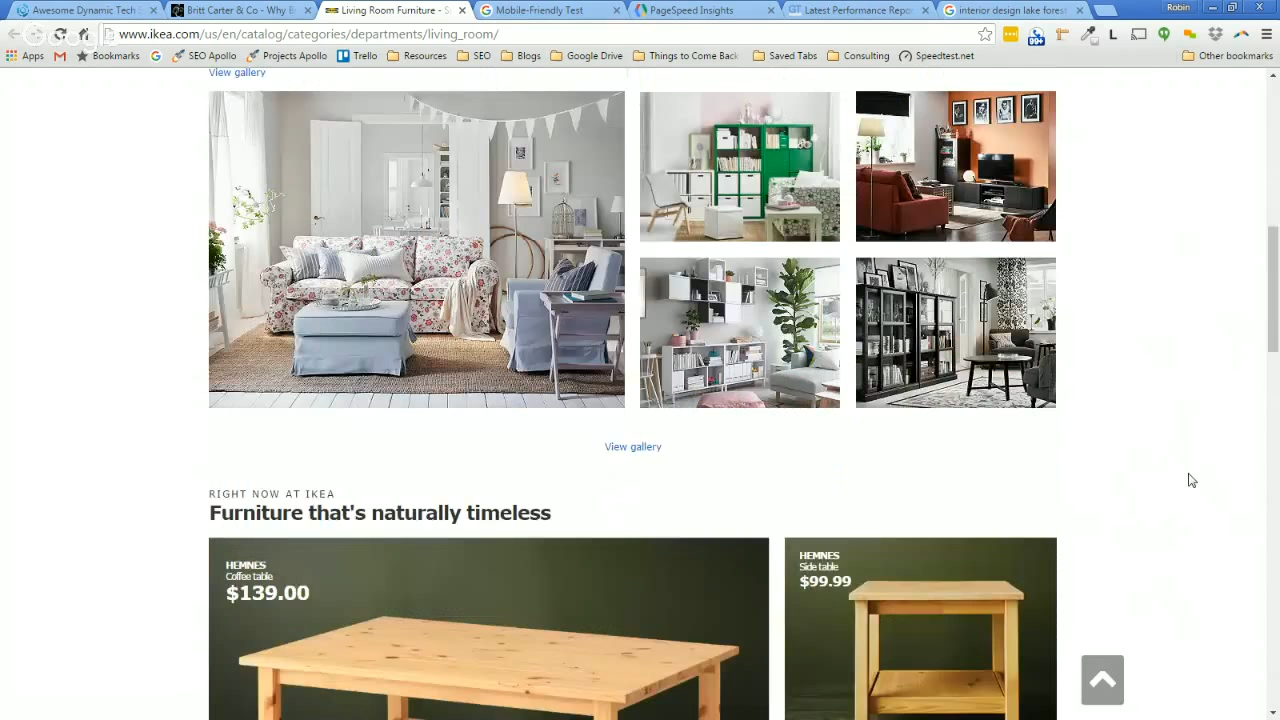 Awesome Dynamic Tech S
Britt Carter & Co - Why B
Living Room Furniture - S
Mobile-Friendly Test
PageSpeed Insights
Latest Performance Repor
interior design lake forest
Robin
www.ikea.com/us/en/catalog/categories/departments/living_room/
99+
Apps
Bookmarks
SEO Apollo
Projects Apollo
Trello
Resources
SEO
Blogs
Google Drive
Things to Come Back
Saved Tabs
Consulting
Speedtest.net
Other bookmarks
View gallery
View gallery
RIGHT NOW AT IKEA
Furniture that's naturally timeless
HEMNES
Coffee table
$139.00
HEMNES
Side table
$99.99